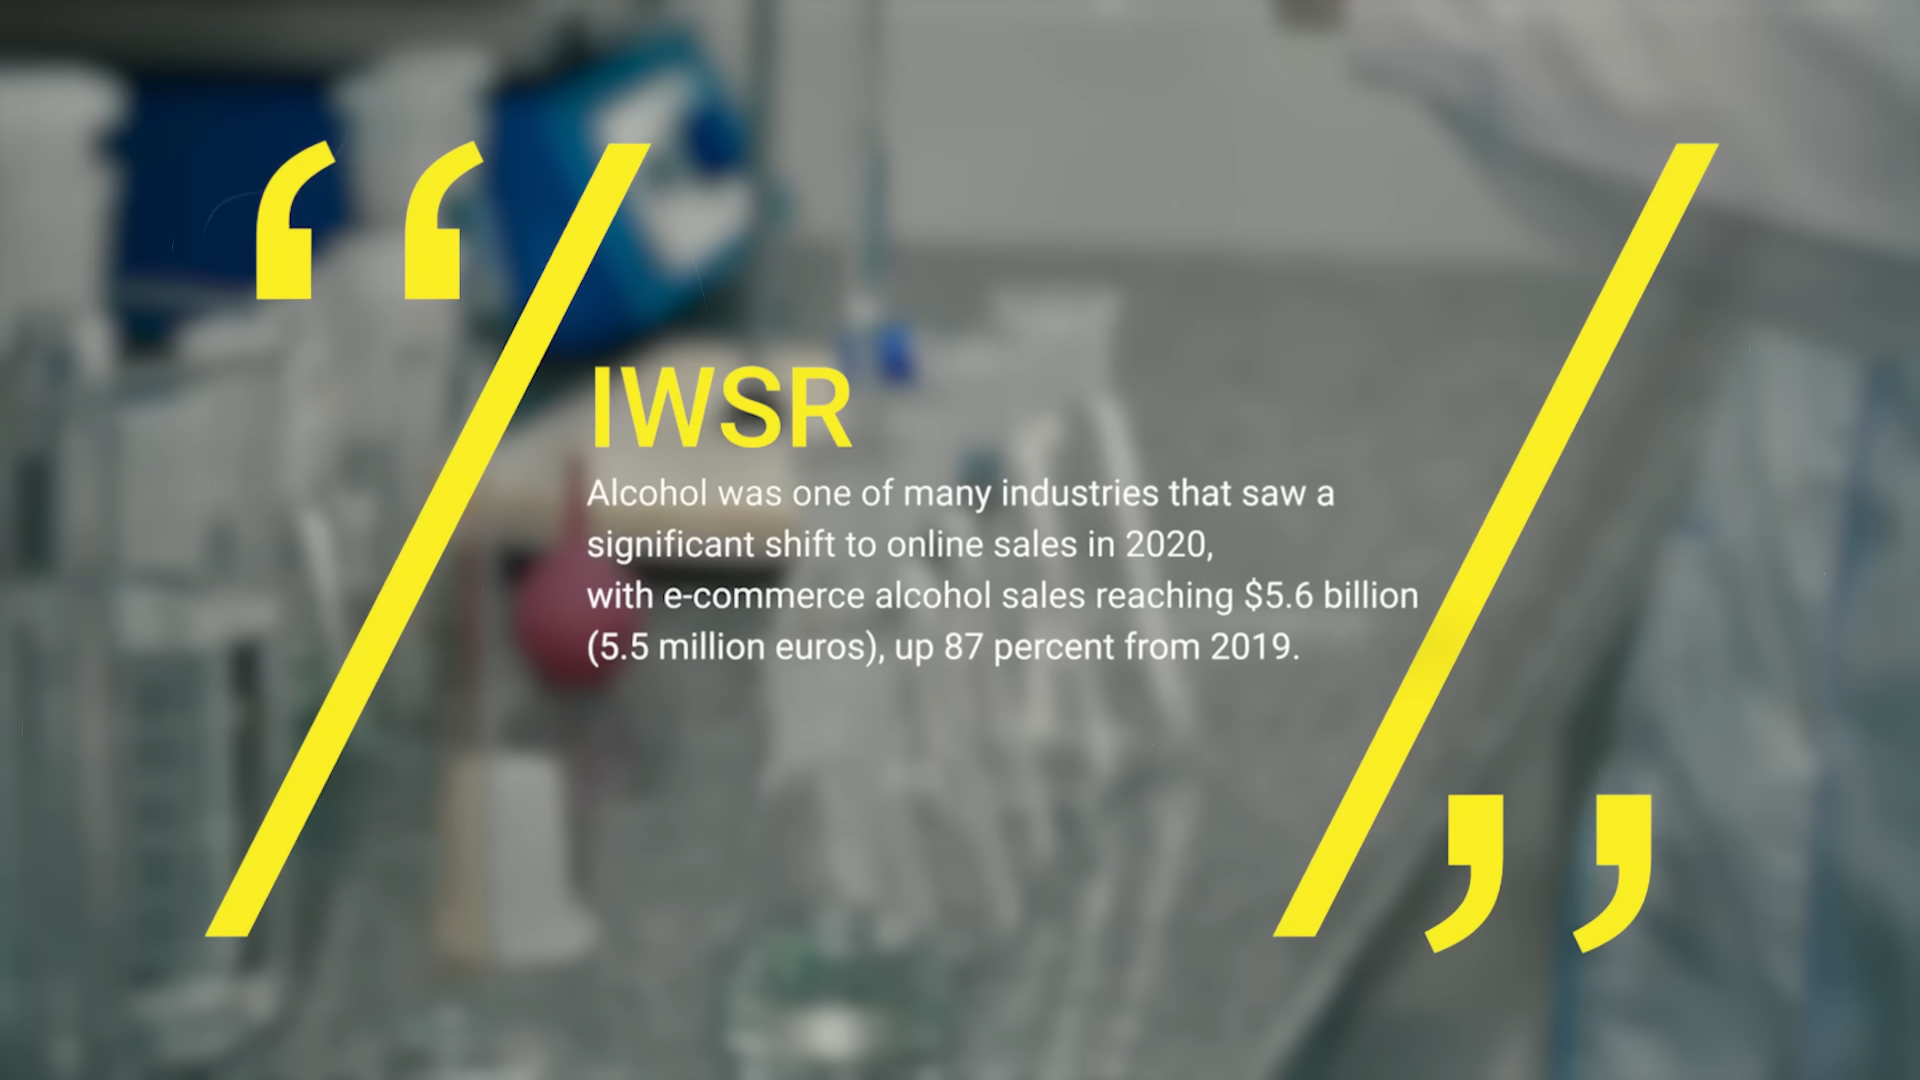 IWSR
Alcohol was one of many industries that saw a
significant shift to online sales in 2020,
with e-commerce alcohol sales reaching $5.6 billion
(5.5 million euros), up 87 percent from 2019.